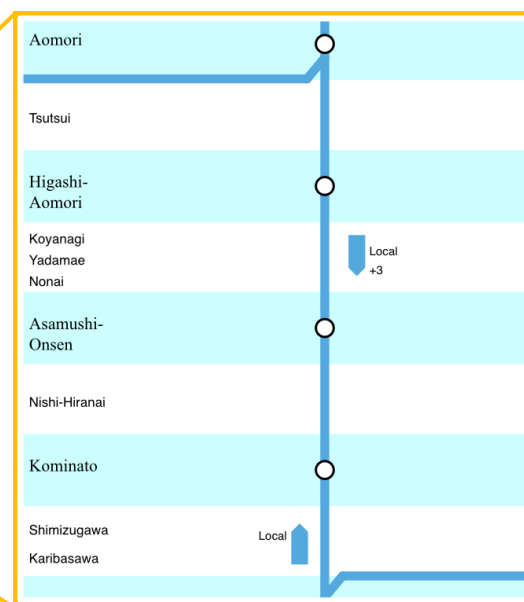 Aomori
Tsutsui
Higashi-
Aomori
Koyanagi
Yadamae
Nonai
Local
+3
Asamushi-
Onsen
Nishi-Hiranai
Kominato
Shimizugawa
Local
Karibasawa